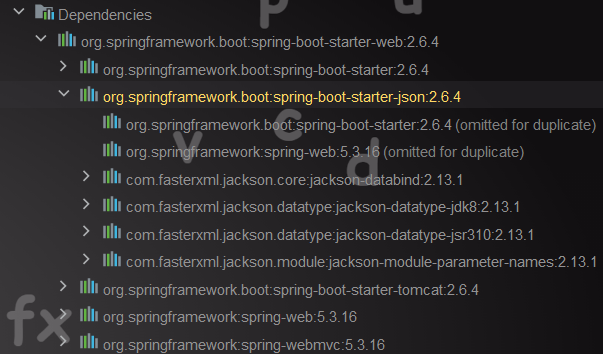 Dependencies
org.springframework.boot:spring-boot-starter-web:2.6.4
org.springframework.boot:spring-boot-starter:2.6.4
org.springframework.boot:spring-boot-starter-json:2.6.4
org.springframework.boot:spring-boot-starter:2.6.4 (omitted for duplicate)
org.springframework:spring-web:5.3.16 (omitted for duplicate)
com.fasterxml.jackson.core:jackson-databind:2.13.1
com.fasterxml.jackson.datatype:jackson-datatype-jdk8:2.13.1
com.fasterxml.jackson.datatype:jackson-datatype-jsr310:2.13.1
com.fasterxml.jackson.module:jackson-module-parameter-names:2.13.1
org.springframework.boot:spring-boot-starter-tomcat:2.6.4
org.springframework:spring-web:5.3.16
org.springframework:spring-webmvc:5.3.16
p
v
c
d
fx